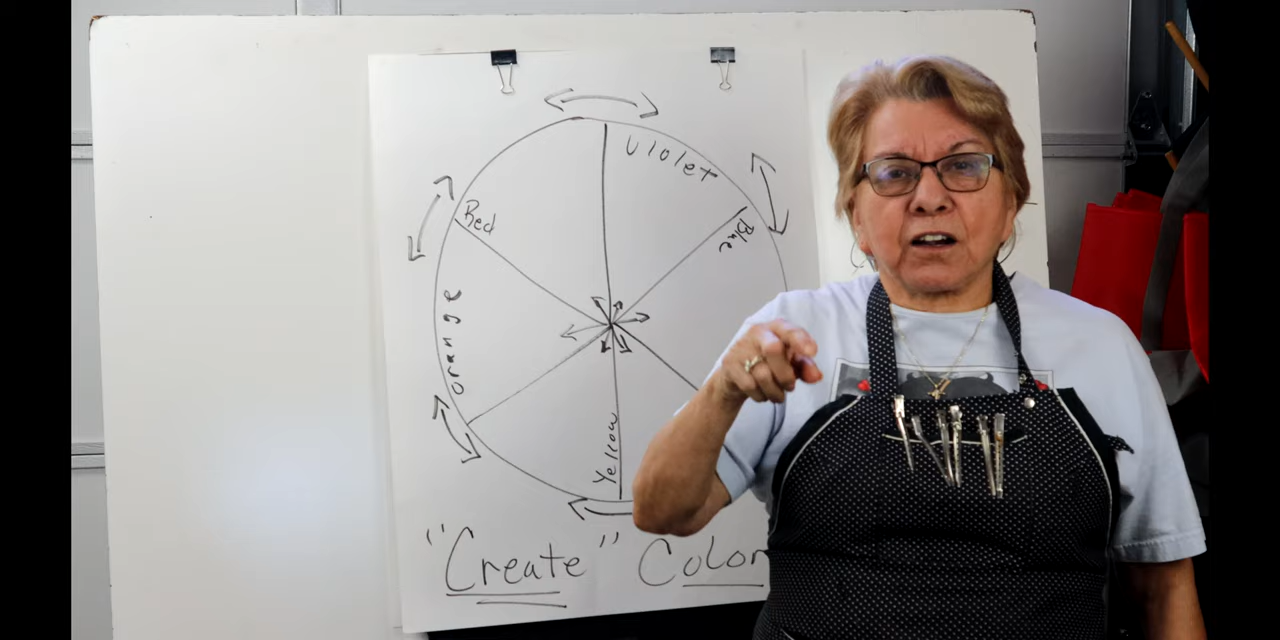 Violet
Red
Blue
orange
Yellow
"Create" Color